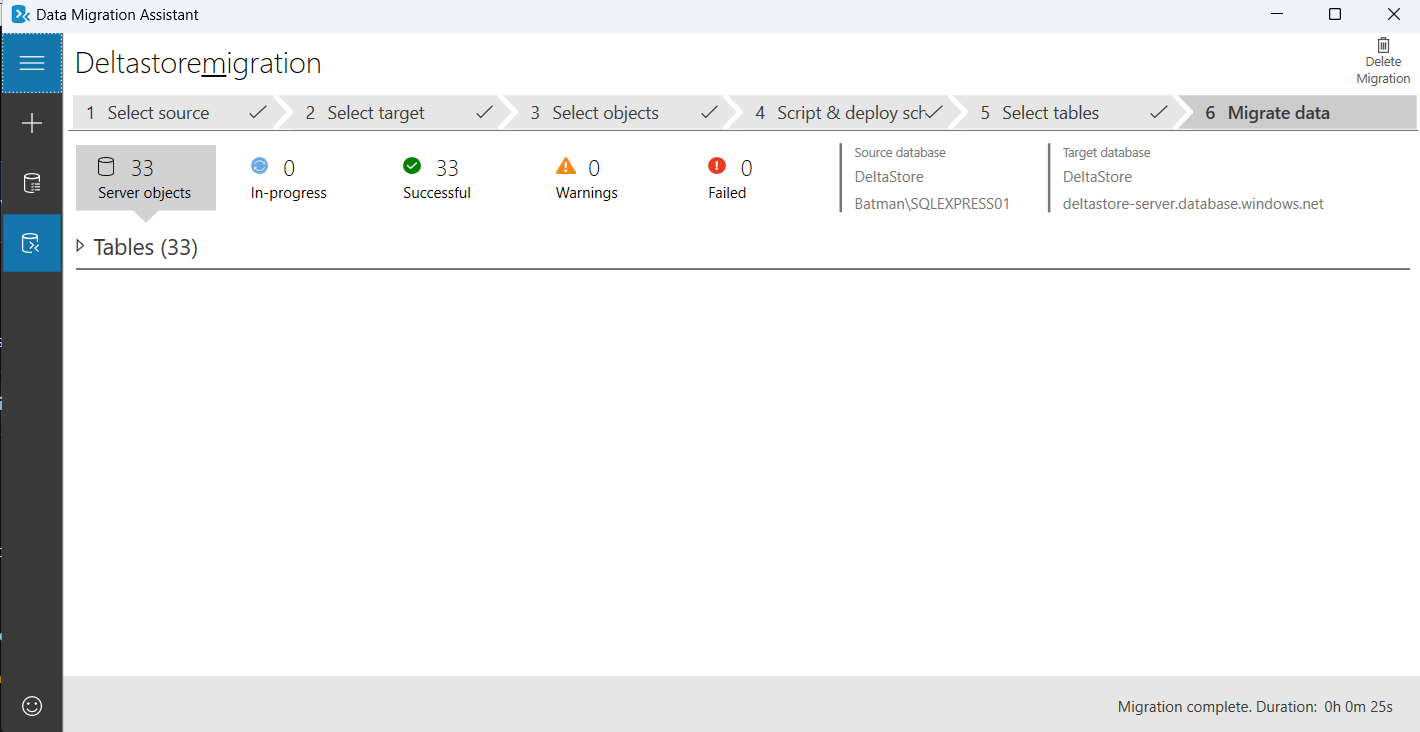 Data Migration Assistant
Deltastoremigration
Delete
Migration
1 Select source
2 Select target
3 Select objects
4 Script & deploy sch
5 Select tables
6 Migrate data
33
Server objects
0
In-progress
33
Successful
0
Warnings
0
Failed
Source database
DeltaStore
Batman\SQLEXPRESS01
Target database
DeltaStore
deltastore-server.database.windows.net
Tables (33)
Migration complete. Duration: 0h 0m 25s